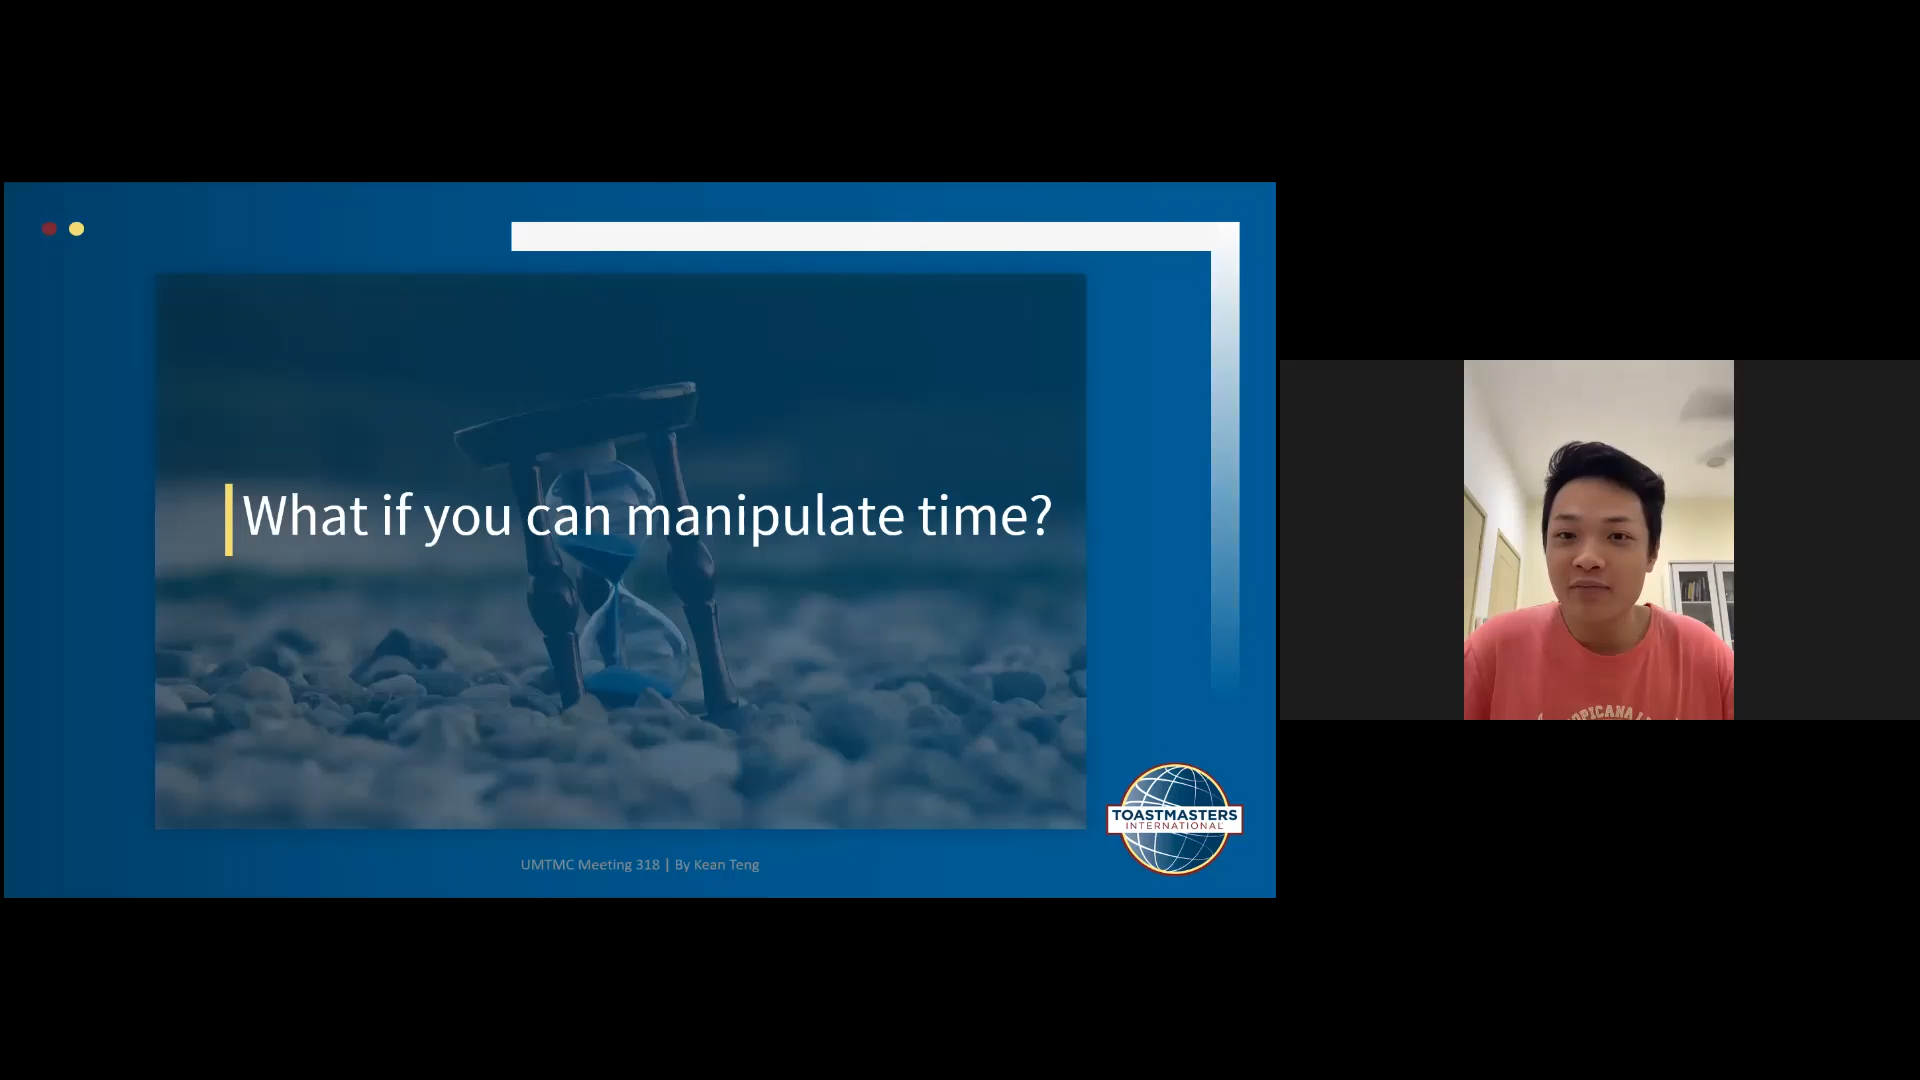 What if you can manipulate time?
TOASTMASTERS
INTERNATIONAL
UMTMC Meeting 318 | By Kean Teng